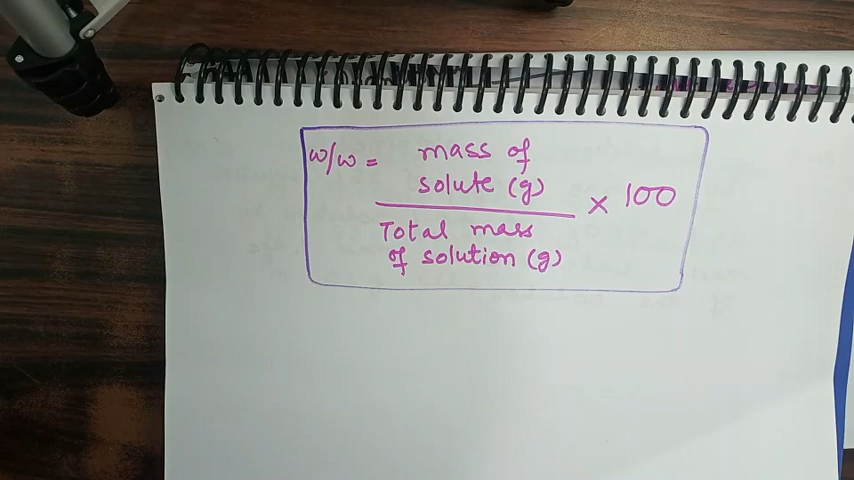 w/w = mass of
solute (g)
× 100
Total mass
of solution (g)